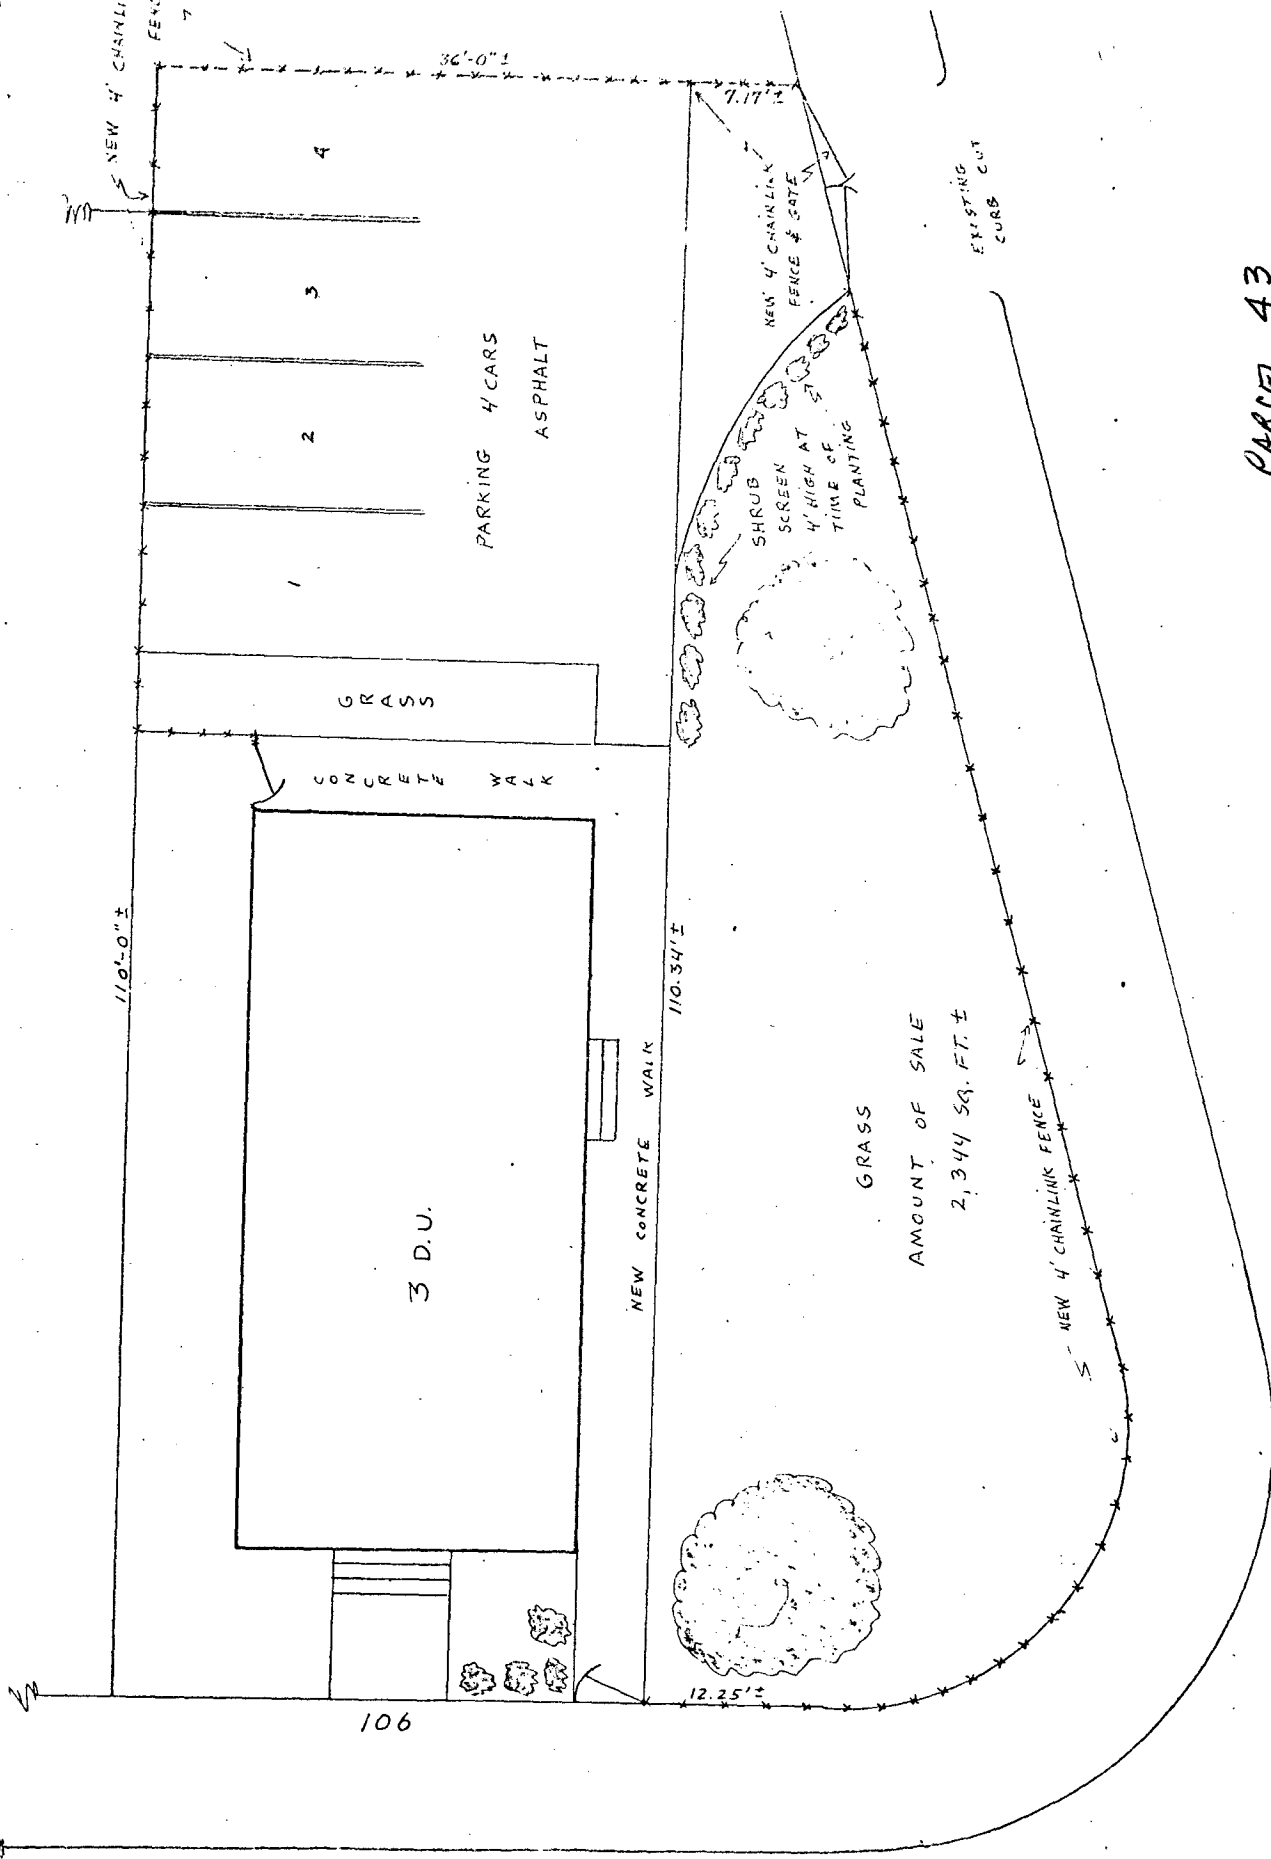 NEW 4' CHAINLI
FENC
36'-0"±
7.17'±
4
3
2
1
PARKING 4 CARS
ASPHALT
NEW 4' CHAINLINK
FENCE & GATE
EXISTING
CURB CUT
SHRUB
SCREEN
4' HIGH AT
TIME OF
PLANTING
GRASS
CONCRETE WALK
110'-0"±
110.34'±
3 D.U.
NEW CONCRETE WALK
GRASS
AMOUNT OF SALE
2,344 SQ. FT. ±
NEW 4' CHAINLINK FENCE
12.25'±
106
PARCEL 43